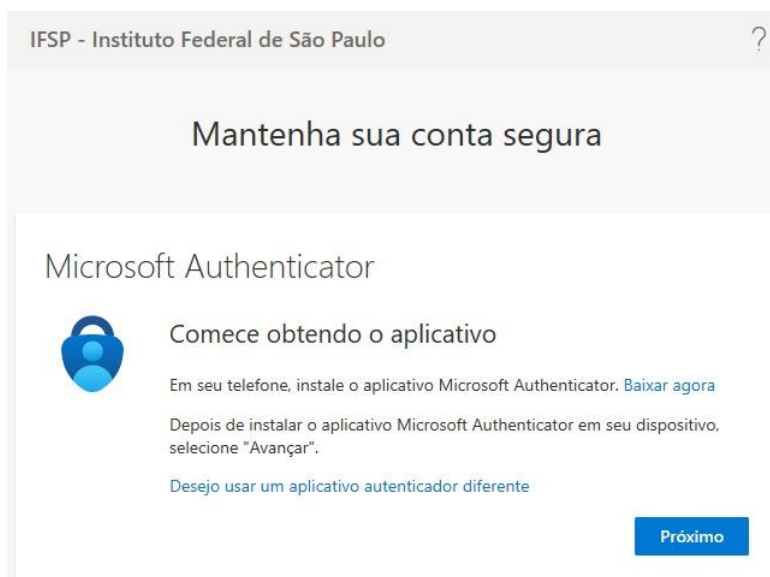 IFSP - Instituto Federal de São Paulo
?
Mantenha sua conta segura
Microsoft Authenticator
Comece obtendo o aplicativo
Em seu telefone, instale o aplicativo Microsoft Authenticator. Baixar agora
Depois de instalar o aplicativo Microsoft Authenticator em seu dispositivo,
selecione "Avançar".
Desejo usar um aplicativo autenticador diferente
Próximo